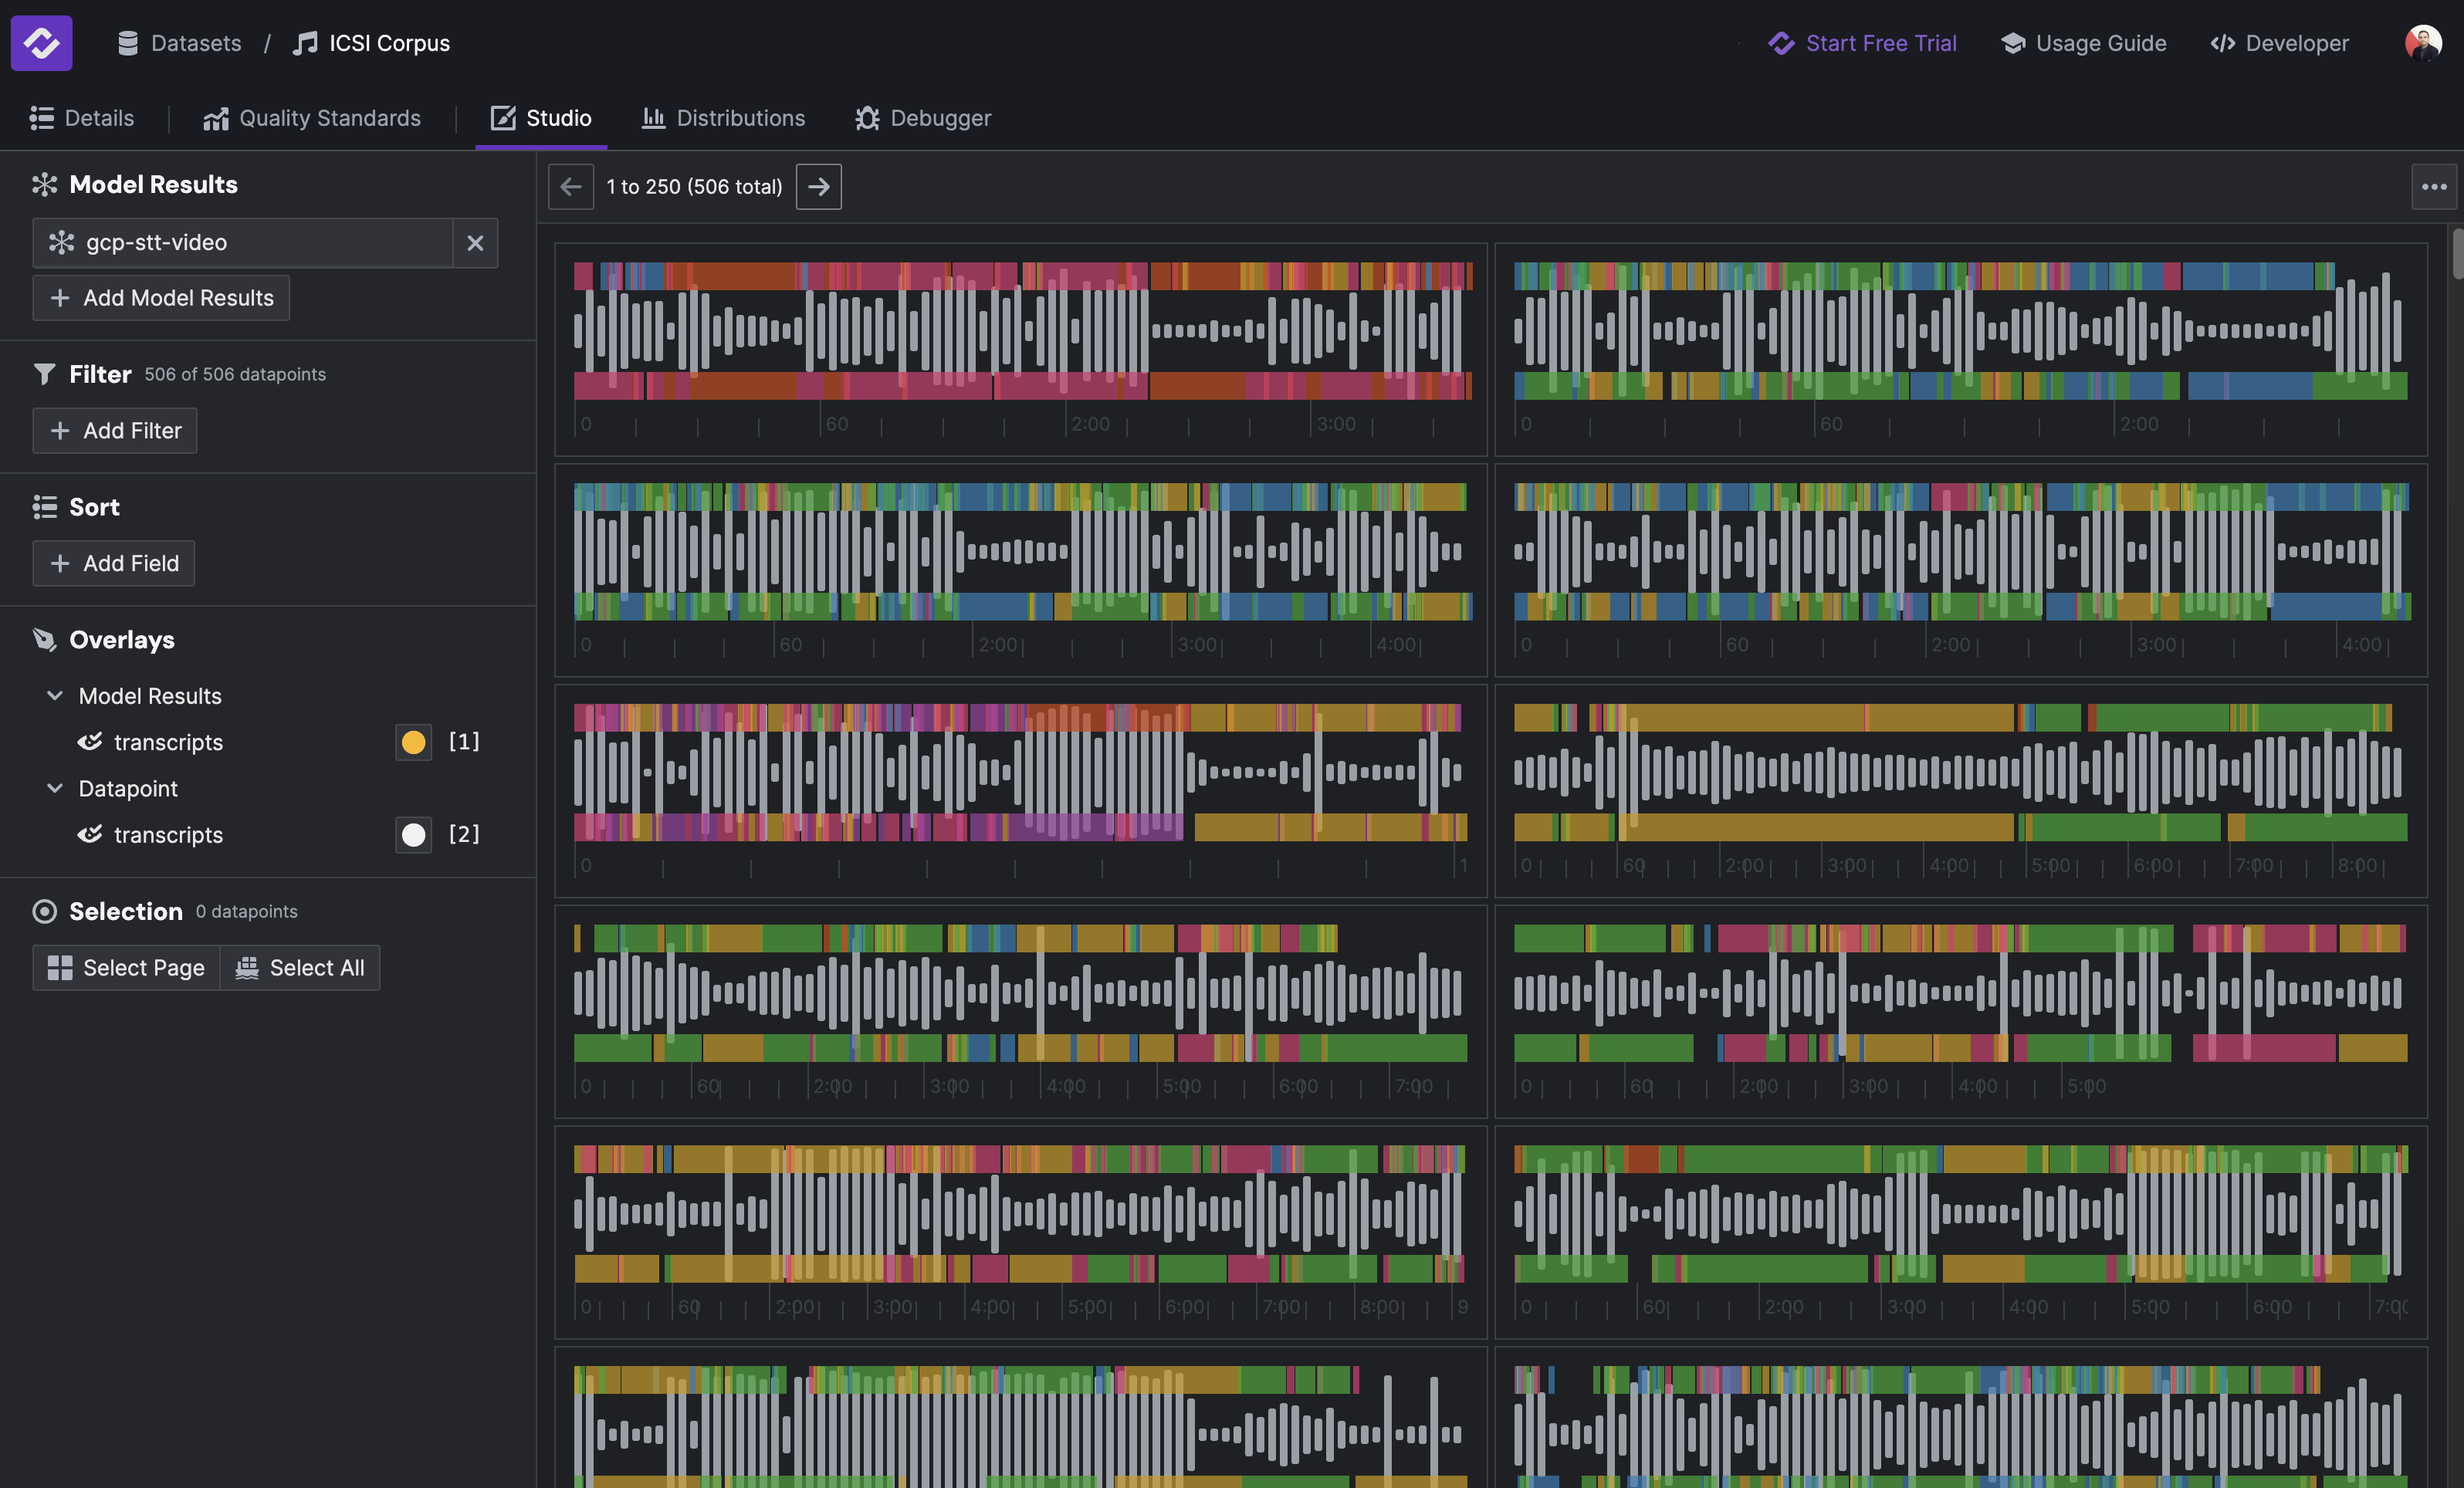 Datasets / ICSI Corpus
Start Free Trial
Usage Guide
</> Developer
Details
Quality Standards
Studio
Distributions
Debugger
Model Results
gcp-stt-video
+ Add Model Results
Filter 506 of 506 datapoints
+ Add Filter
Sort
+ Add Field
Overlays
Model Results
transcripts [1]
Datapoint
transcripts [2]
Selection 0 datapoints
Select Page
Select All
1 to 250 (506 total)
0 60 2:00 3:00
0 60 2:00
0 60 2:00 3:00 4:00
0 60 2:00 3:00 4:00
0 1
0 60 2:00 3:00 4:00 5:00 6:00 7:00 8:00
0 60 2:00 3:00 4:00 5:00 6:00 7:00
0 60 2:00 3:00 4:00 5:00
0 60 2:00 3:00 4:00 5:00 6:00 7:00 8:00 9
0 60 2:00 3:00 4:00 5:00 6:00 7:00